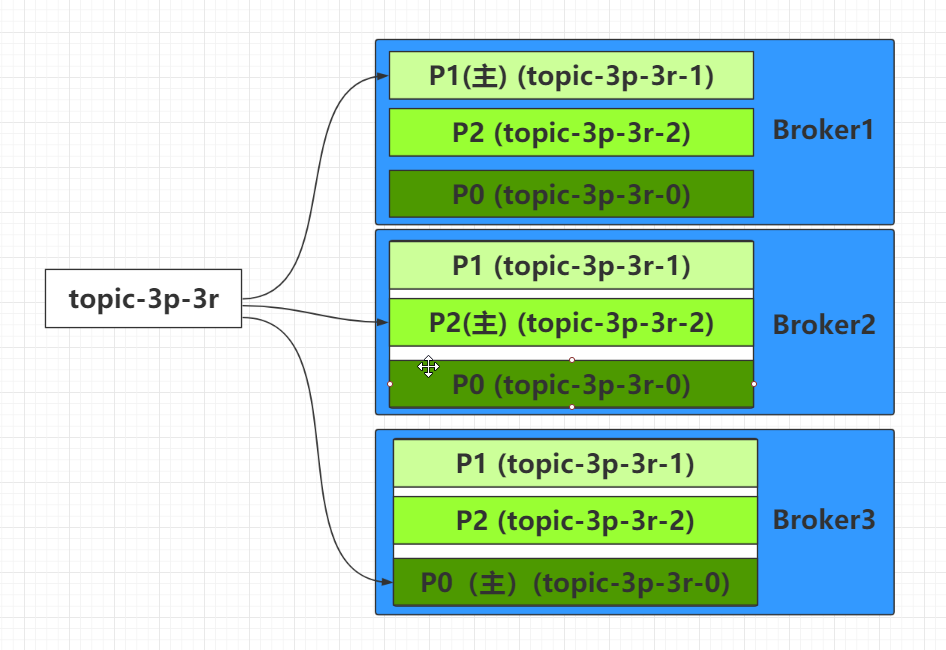 topic-3p-3r
P1(主) (topic-3p-3r-1)
P2 (topic-3p-3r-2)
P0 (topic-3p-3r-0)
Broker1
P1 (topic-3p-3r-1)
P2(主) (topic-3p-3r-2)
P0 (topic-3p-3r-0)
Broker2
P1 (topic-3p-3r-1)
P2 (topic-3p-3r-2)
P0（主）(topic-3p-3r-0)
Broker3